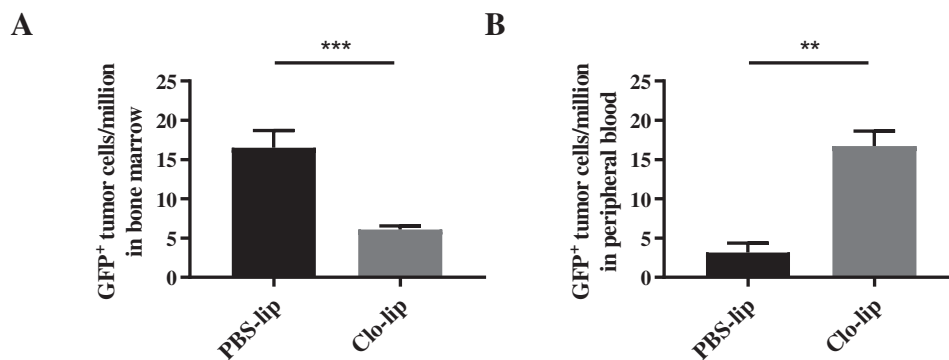 A
***
GFP⁺ tumor cells/million
in bone marrow
25
20
15
10
5
0
PBS-lip
Clo-lip
B
**
GFP⁺ tumor cells/million
in peripheral blood
25
20
15
10
5
0
PBS-lip
Clo-lip